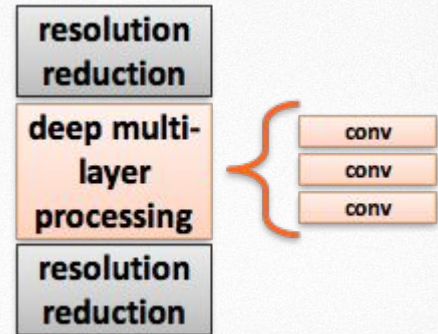 resolution
reduction
deep multi-
layer
processing
conv
conv
conv
resolution
reduction